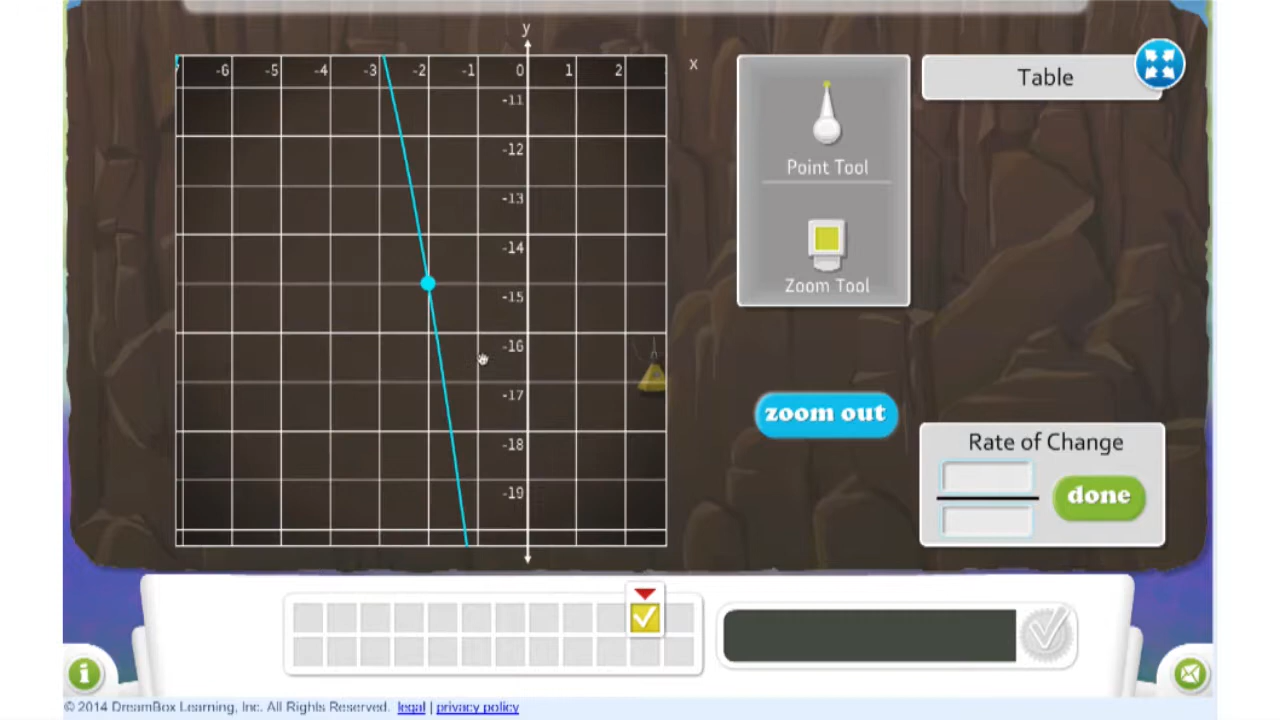 y
-6 -5 -4 -3 -2 -1 0 1 2
x
-11
-12
-13
-14
-15
-16
-17
-18
-19
Point Tool
Zoom Tool
Table
zoom out
Rate of Change
done
i
© 2014 DreamBox Learning, Inc. All Rights Reserved. legal | privacy policy